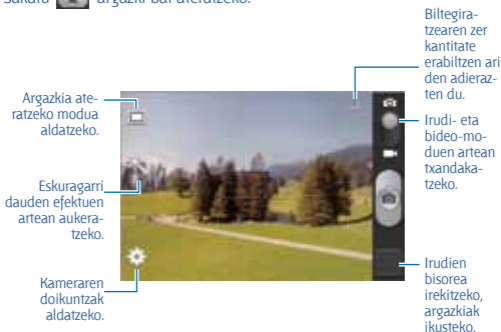 Sakatu argazki bat ateratzeko.
Biltegira-
tzearen zer
kantitate
erabiltzen ari
den adieraz-
ten du.
Argazkia ate-
ratzeko modua
aldatzeko.
Irudi- eta
bideo-mo-
duen artean
txandaka-
tzeko.
Eskuragarri
dauden efektuen
artean aukera-
tzeko.
Kameraren
doikuntzak
aldatzeko.
Irudien
bisorea
irekitzeko,
argazkiak
ikusteko.